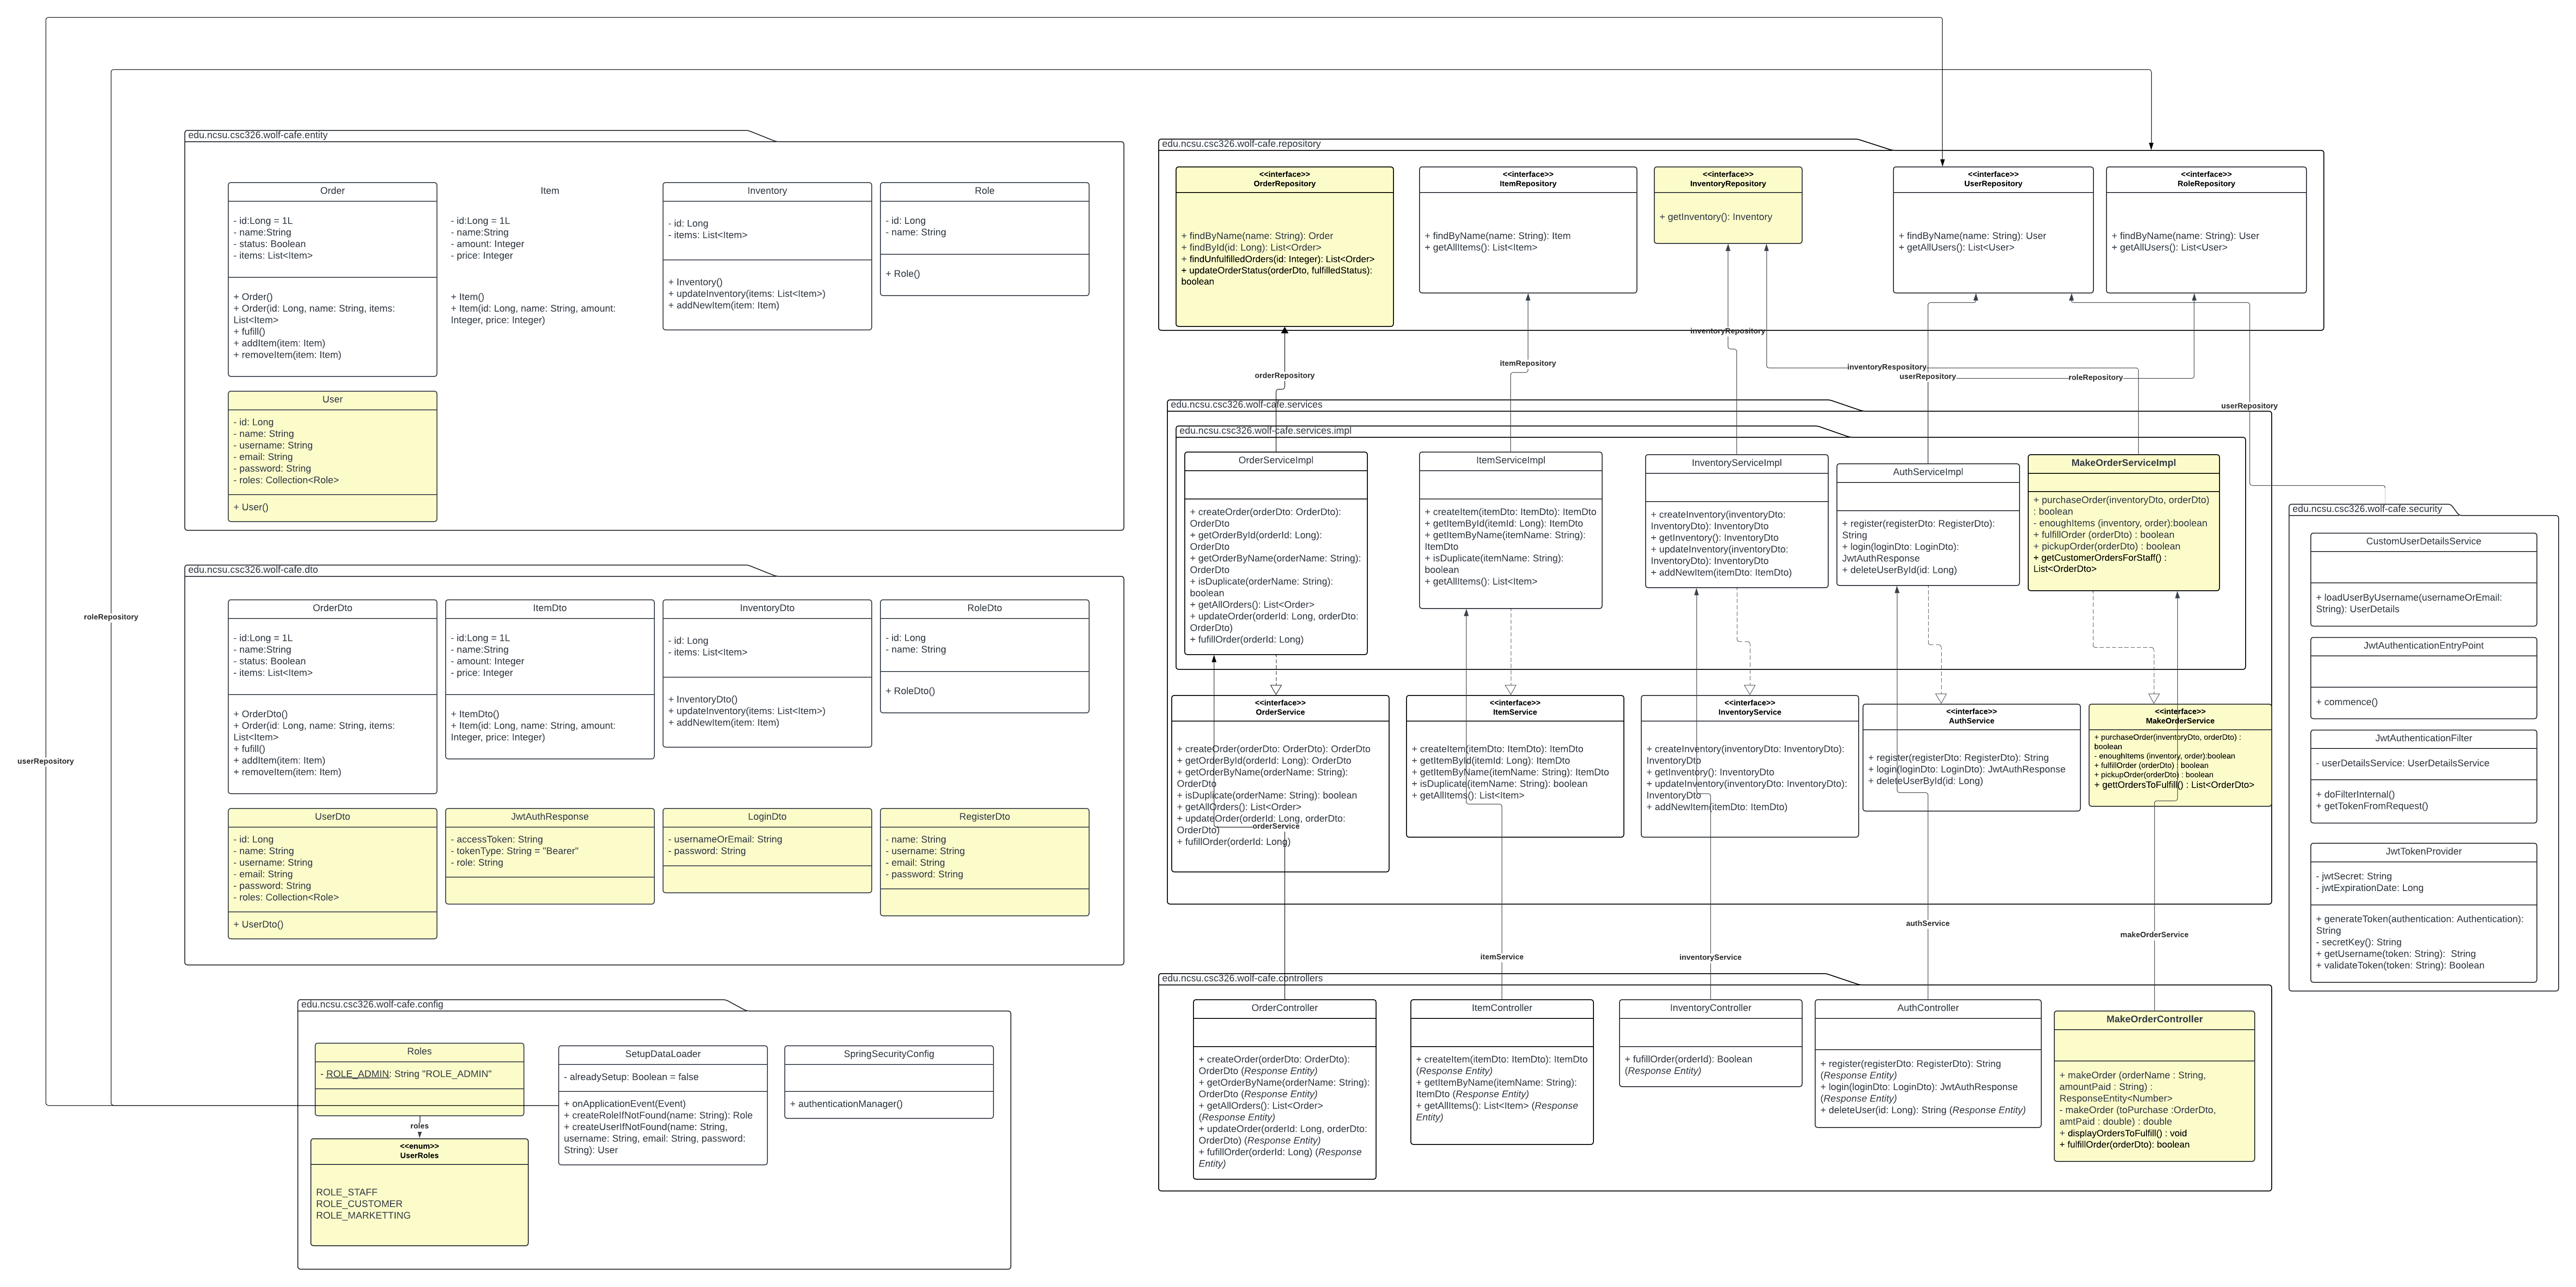 edu.ncsu.csc326.wolf-cafe.entity
Order
- id:Long = 1L
- name:String
- status: Boolean
- items: List<Item>
+ Order()
+ Order(id: Long, name: String, items:
List<Item>
+ fufill()
+ addItem(item: Item)
+ removeItem(item: Item)
Item
- id:Long = 1L
- name:String
- amount: Integer
- price: Integer
+ Item()
+ Item(id: Long, name: String, amount:
Integer, price: Integer)
Inventory
- id: Long
- items: List<Item>
+ Inventory()
+ updateInventory(items: List<Item>)
+ addNewItem(item: Item)
Role
- id: Long
- name: String
+ Role()
User
- id: Long
- name: String
- username: String
- email: String
- password: String
- roles: Collection<Role>
+ User()
edu.ncsu.csc326.wolf-cafe.repository
<<interface>>
OrderRepository
+ findByName(name: String): Order
+ findById(id: Long): List<Order>
+ findUnfulfilledOrders(id: Integer): List<Order>
+ updateOrderStatus(orderDto, fulfilledStatus):
boolean
<<interface>>
ItemRepository
+ findByName(name: String): Item
+ getAllItems(): List<Item>
<<interface>>
InventoryRepository
+ getInventory(): Inventory
<<interface>>
UserRepository
+ findByName(name: String): User
+ getAllUsers(): List<User>
<<interface>>
RoleRepository
+ findByName(name: String): User
+ getAllUsers(): List<User>
inventoryRepository
itemRepository
orderRepository
inventoryRespository
userRepository
roleRepository
userRepository
edu.ncsu.csc326.wolf-cafe.services
edu.ncsu.csc326.wolf-cafe.services.impl
OrderServiceImpl
+ createOrder(orderDto: OrderDto):
OrderDto
+ getOrderById(orderId: Long):
OrderDto
+ getOrderByName(orderName: String):
OrderDto
+ isDuplicate(orderName: String):
boolean
+ getAllOrders(): List<Order>
+ updateOrder(orderId: Long, orderDto:
OrderDto)
+ fufillOrder(orderId: Long)
ItemServiceImpl
+ createItem(itemDto: ItemDto): ItemDto
+ getItemById(itemId: Long): ItemDto
+ getItemByName(itemName: String):
ItemDto
+ isDuplicate(itemName: String):
boolean
+ getAllItems(): List<Item>
InventoryServiceImpl
+ createInventory(inventoryDto:
InventoryDto): InventoryDto
+ getInventory(): InventoryDto
+ updateInventory(inventoryDto:
InventoryDto): InventoryDto
+ addNewItem(itemDto: ItemDto)
AuthServiceImpl
+ register(registerDto: RegisterDto):
String
+ login(loginDto: LoginDto):
JwtAuthResponse
+ deleteUserById(id: Long)
MakeOrderServiceImpl
+ purchaseOrder(inventoryDto, orderDto)
: boolean
- enoughItems (inventory, order):boolean
+ fulfillOrder (orderDto) : boolean
+ pickupOrder(orderDto) : boolean
+ getCustomerOrdersForStaff() :
List<OrderDto>
<<interface>>
OrderService
+ createOrder(orderDto: OrderDto): OrderDto
+ getOrderById(orderId: Long): OrderDto
+ getOrderByName(orderName: String):
OrderDto
+ isDuplicate(orderName: String): boolean
+ getAllOrders(): List<Order>
+ updateOrder(orderId: Long, orderDto:
OrderDto)
+ fufillOrder(orderId: Long)
orderService
<<interface>>
ItemService
+ createItem(itemDto: ItemDto): ItemDto
+ getItemById(itemId: Long): ItemDto
+ getItemByName(itemName: String): ItemDto
+ isDuplicate(itemName: String): boolean
+ getAllItems(): List<Item>
<<interface>>
InventoryService
+ createInventory(inventoryDto: InventoryDto):
InventoryDto
+ getInventory(): InventoryDto
+ updateInventory(inventoryDto: InventoryDto):
InventoryDto
+ addNewItem(itemDto: ItemDto)
<<interface>>
AuthService
+ register(registerDto: RegisterDto): String
+ login(loginDto: LoginDto): JwtAuthResponse
+ deleteUserById(id: Long)
<<interface>>
MakeOrderService
+ purchaseOrder(inventoryDto, orderDto) :
boolean
- enoughItems (inventory, order):boolean
+ fulfillOrder (orderDto) : boolean
+ pickupOrder(orderDto) : boolean
+ gettOrdersToFulfill() : List<OrderDto>
edu.ncsu.csc326.wolf-cafe.security
CustomUserDetailsService
+ loadUserByUsername(usernameOrEmail:
String): UserDetails
JwtAuthenticationEntryPoint
+ commence()
JwtAuthenticationFilter
- userDetailsService: UserDetailsService
+ doFilterInternal()
+ getTokenFromRequest()
JwtTokenProvider
- jwtSecret: String
- jwtExpirationDate: Long
+ generateToken(authentication: Authentication):
String
- secretKey(): String
+ getUsername(token: String): String
+ validateToken(token: String): Boolean
edu.ncsu.csc326.wolf-cafe.dto
OrderDto
- id:Long = 1L
- name:String
- status: Boolean
- items: List<Item>
+ OrderDto()
+ Order(id: Long, name: String, items:
List<Item>
+ fufill()
+ addItem(item: Item)
+ removeItem(item: Item)
ItemDto
- id:Long = 1L
- name:String
- amount: Integer
- price: Integer
+ ItemDto()
+ Item(id: Long, name: String, amount:
Integer, price: Integer)
InventoryDto
- id: Long
- items: List<Item>
+ InventoryDto()
+ updateInventory(items: List<Item>)
+ addNewItem(item: Item)
RoleDto
- id: Long
- name: String
+ RoleDto()
UserDto
- id: Long
- name: String
- username: String
- email: String
- password: String
- roles: Collection<Role>
+ UserDto()
JwtAuthResponse
- accessToken: String
- tokenType: String = "Bearer"
- role: String
LoginDto
- usernameOrEmail: String
- password: String
RegisterDto
- name: String
- username: String
- email: String
- password: String
roleRepository
userRepository
authService
makeOrderService
itemService
inventoryService
edu.ncsu.csc326.wolf-cafe.controllers
OrderController
+ createOrder(orderDto: OrderDto):
OrderDto (Response Entity)
+ getOrderByName(orderName: String):
OrderDto (Response Entity)
+ getAllOrders(): List<Order>
(Response Entity)
+ updateOrder(orderId: Long, orderDto:
OrderDto) (Response Entity)
+ fufillOrder(orderId: Long) (Response
Entity)
ItemController
+ createItem(itemDto: ItemDto): ItemDto
(Response Entity)
+ getItemByName(itemName: String):
ItemDto (Response Entity)
+ getAllItems(): List<Item> (Response
Entity)
InventoryController
+ fufillOrder(orderId): Boolean
(Response Entity)
AuthController
+ register(registerDto: RegisterDto): String
(Response Entity)
+ login(loginDto: LoginDto): JwtAuthResponse
(Response Entity)
+ deleteUser(id: Long): String (Response Entity)
MakeOrderController
+ makeOrder (orderName : String,
amountPaid : String) :
ResponseEntity<Number>
- makeOrder (toPurchase :OrderDto,
amtPaid : double) : double
+ displayOrdersToFulfill() : void
+ fulfillOrder(orderDto): boolean
edu.ncsu.csc326.wolf-cafe.config
Roles
- ROLE_ADMIN: String "ROLE_ADMIN"
roles
<<enum>>
UserRoles
ROLE_STAFF
ROLE_CUSTOMER
ROLE_MARKETTING
SetupDataLoader
- alreadySetup: Boolean = false
+ onApplicationEvent(Event)
+ createRoleIfNotFound(name: String): Role
+ createUserIfNotFound(name: String,
username: String, email: String, password:
String): User
SpringSecurityConfig
+ authenticationManager()